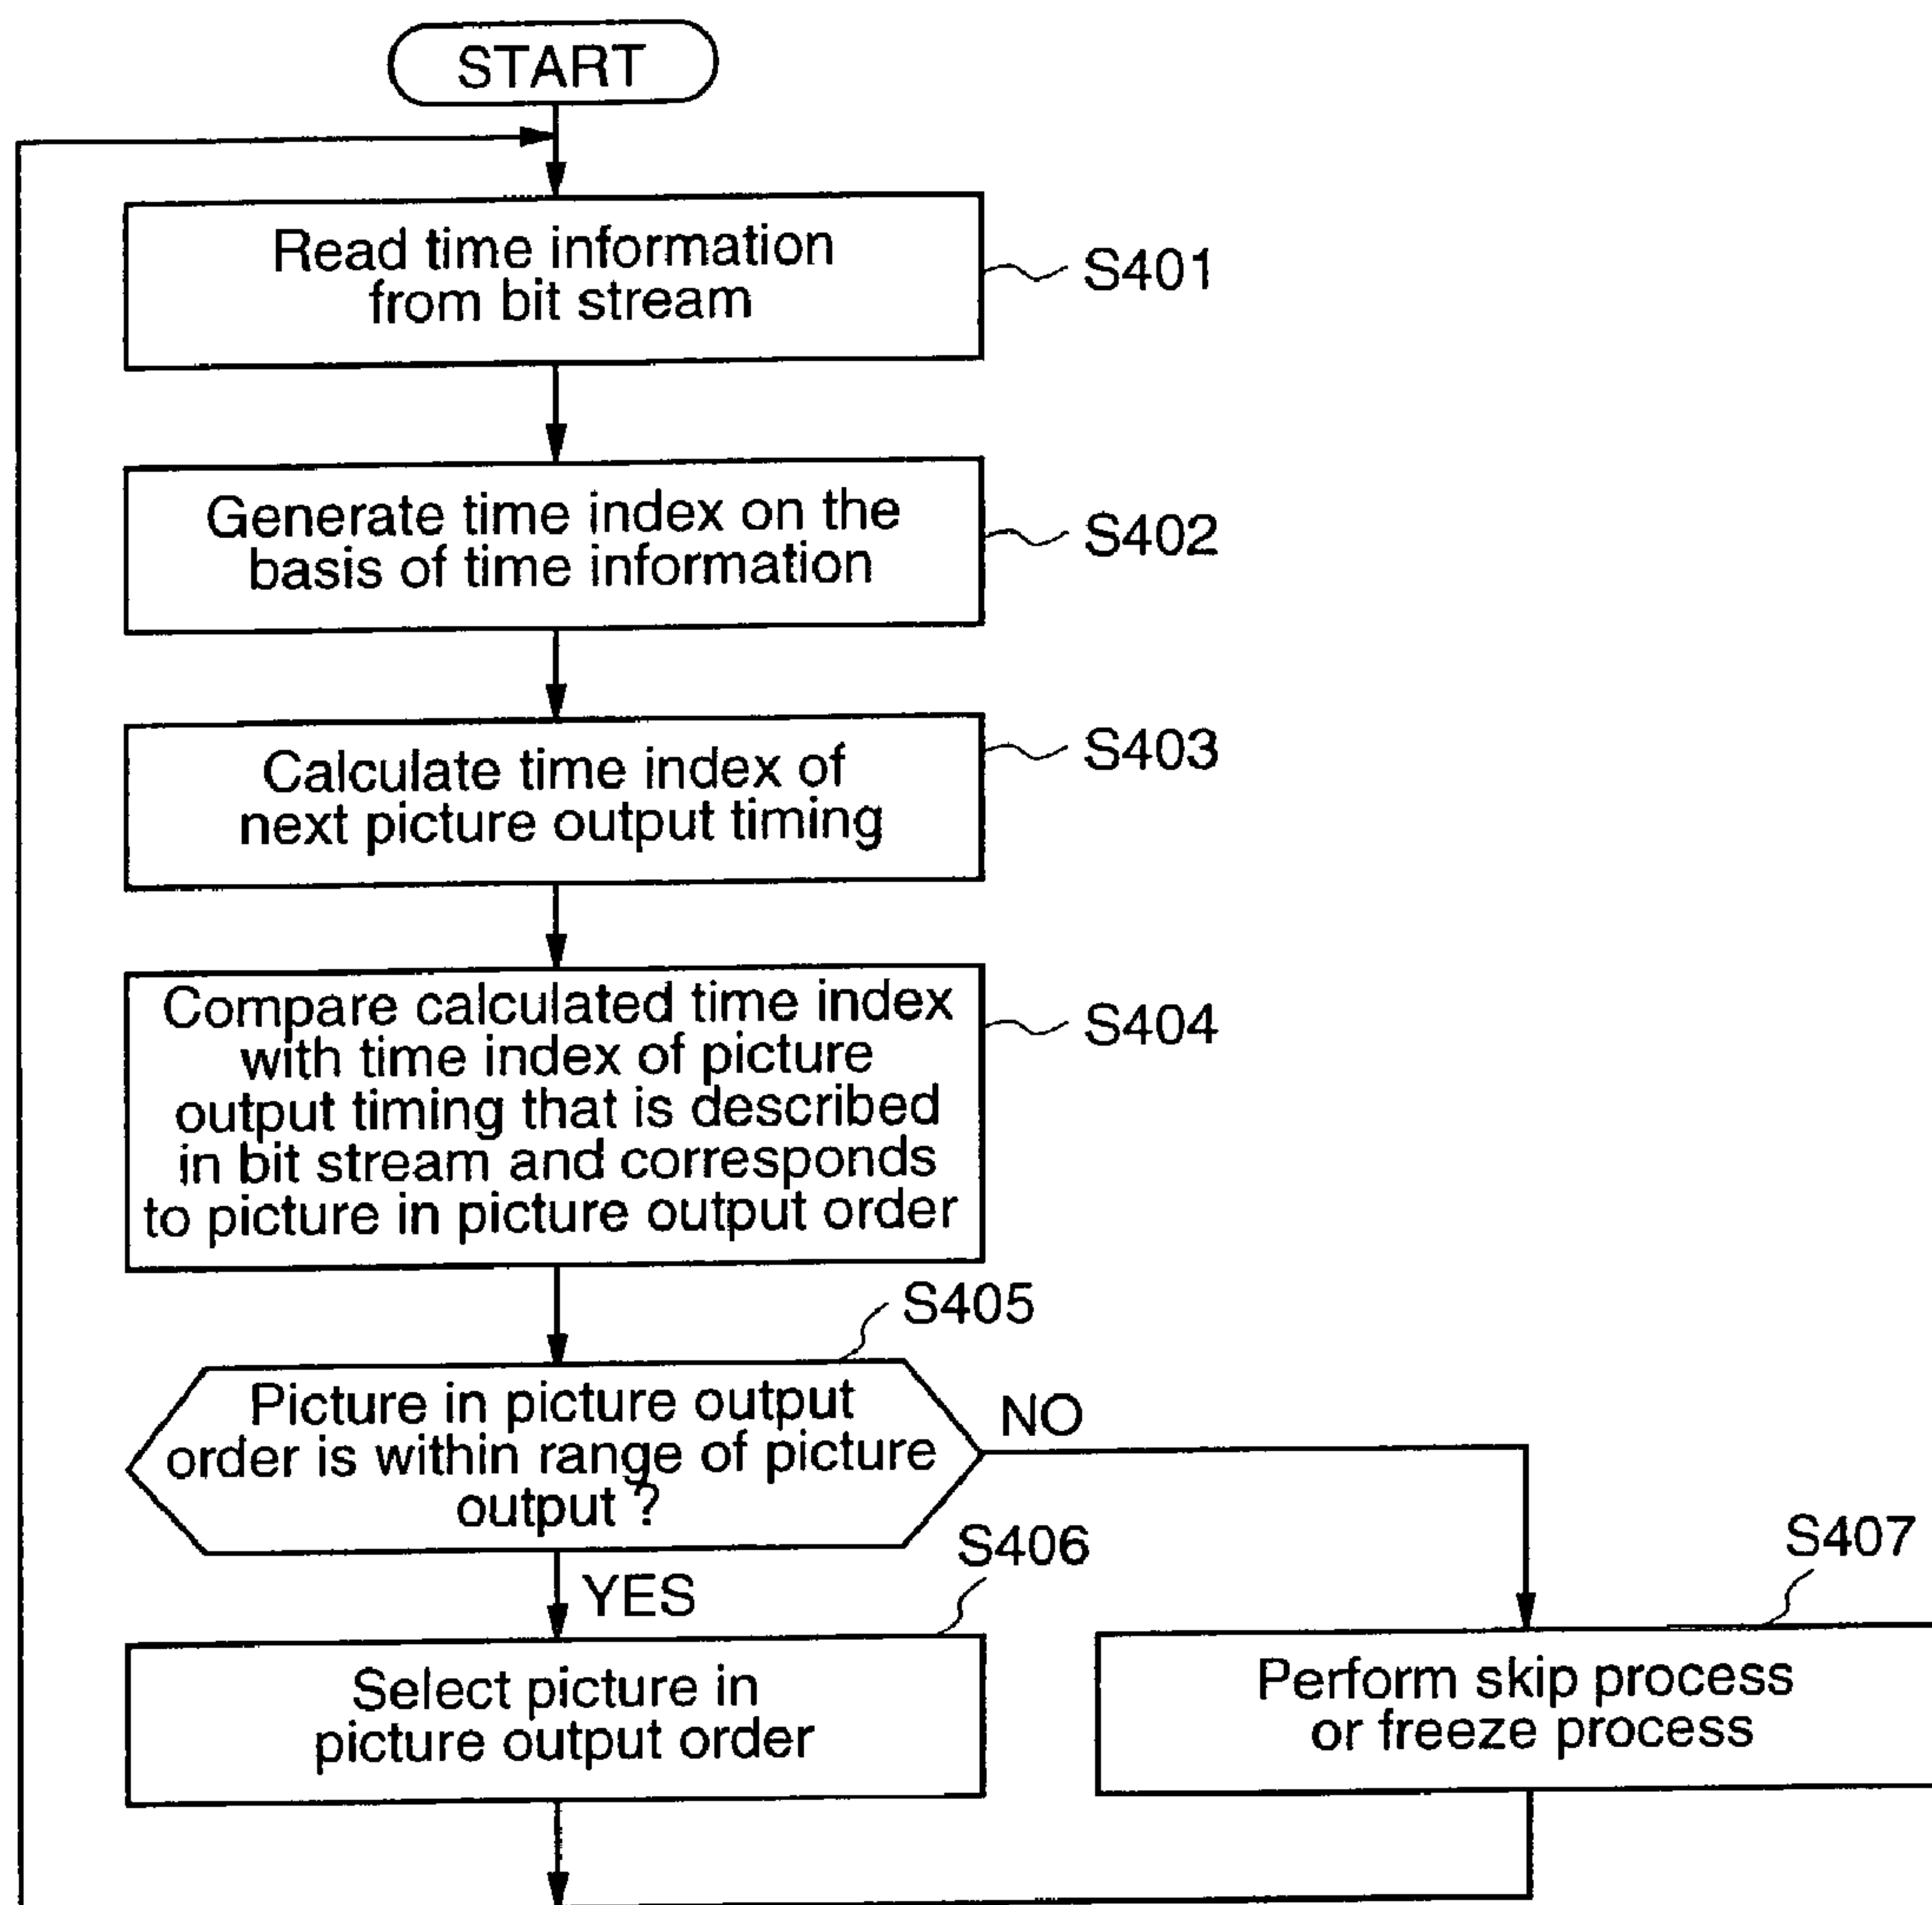 START
Read time information
from bit stream
S401
Generate time index on the
basis of time information
S402
Calculate time index of
next picture output timing
S403
Compare calculated time index
with time index of picture
output timing that is described
in bit stream and corresponds
to picture in picture output order
S404
S405
Picture in picture output
order is within range of picture
output ?
NO
YES
S406
Select picture in
picture output order
S407
Perform skip process
or freeze process